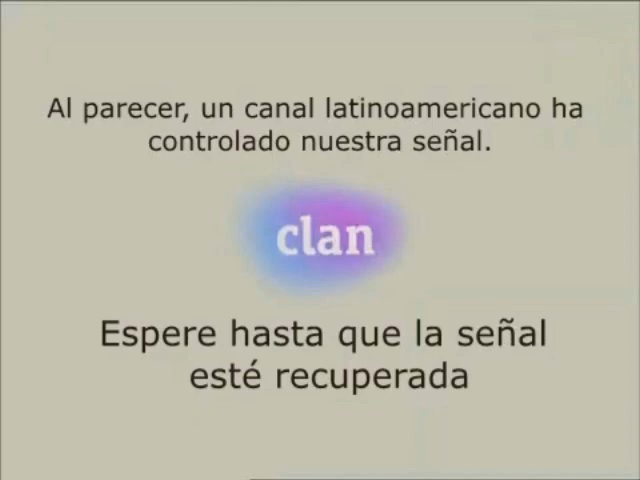 Al parecer, un canal latinoamericano ha
controlado nuestra señal.
clan
Espere hasta que la señal
esté recuperada